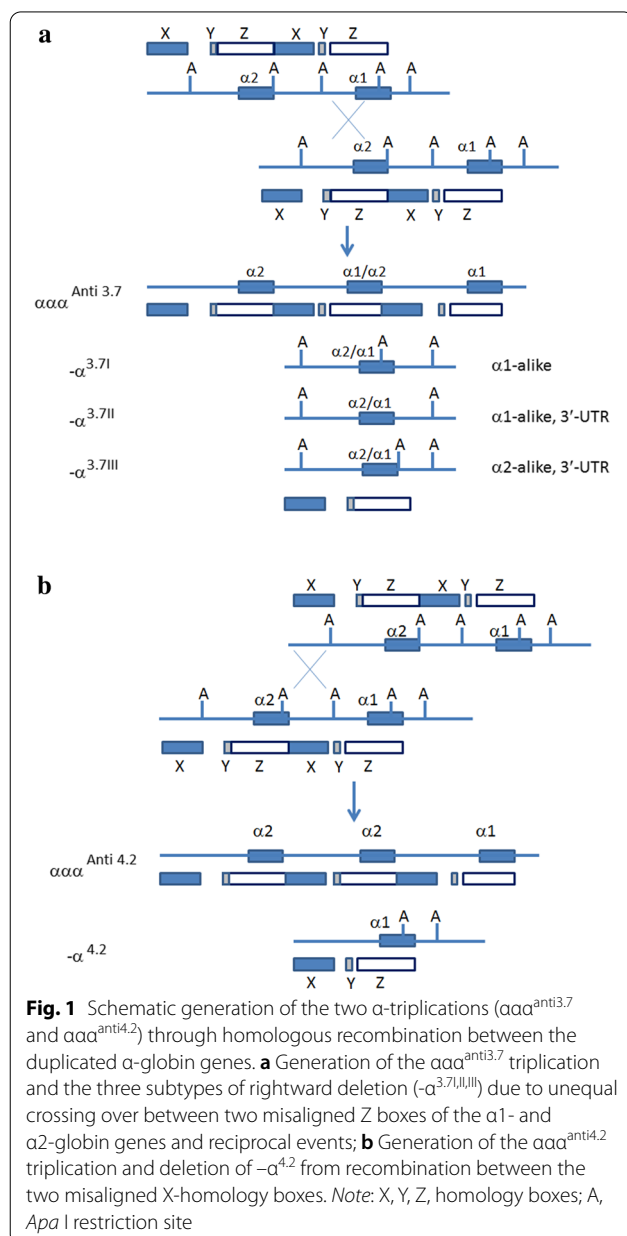 a
X Y Z X Y Z
A α2 A A α1 A A
A α2 A A α1 A A
X Y Z X Y Z
α2 α1/α2 α1
ααα Anti 3.7
A α2/α1 A A
-α3.7I α1-alike
A α2/α1 A
-α3.7II α1-alike, 3′-UTR
A α2/α1 A A
-α3.7III α2-alike, 3′-UTR
b
X Y Z X Y Z
A α2 A A α1 A A
A α2 A A α1 A A
X Y Z X Y Z
α2 α2 α1
ααα Anti 4.2
α1 A A
-α4.2
X Y Z
Fig. 1 Schematic generation of the two α-triplications (αααanti3.7
and αααanti4.2) through homologous recombination between the
duplicated α-globin genes. a Generation of the αααanti3.7 triplication
and the three subtypes of rightward deletion (-α3.7I,II,III) due to unequal
crossing over between two misaligned Z boxes of the α1- and
α2-globin genes and reciprocal events; b Generation of the αααanti4.2
triplication and deletion of –α4.2 from recombination between the
two misaligned X-homology boxes. Note: X, Y, Z, homology boxes; A,
Apa I restriction site